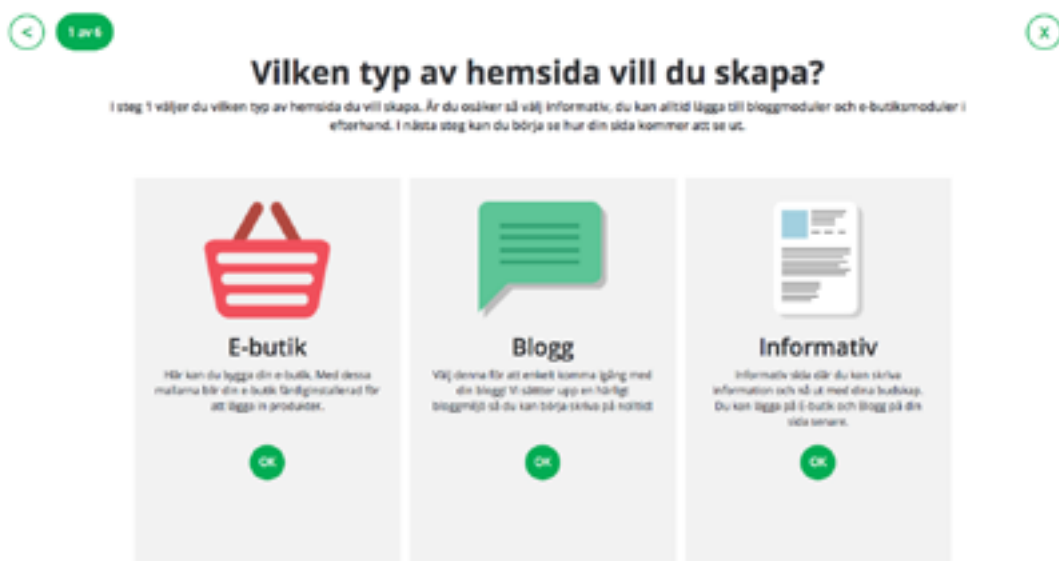 <
1 av 6
X
Vilken typ av hemsida vill du skapa?
I steg 1 väljer du vilken typ av hemsida du vill skapa. Är du osäker så välj informativ, du kan alltid lägga till bloggmoduler och e-butiksmoduler i
efterhand. I nästa steg kan du börja se hur din sida kommer att se ut.
E-butik
Här kan du bygga din e-butik. Med dessa
mallarna blir din e-butik färdiginstallerad för
att lägga in produkter.
OK
Blogg
Välj denna för att enkelt komma igång med
din blogg! Vi sätter upp en härligt
bloggmiljö så du kan börja skriva på nolltid!
OK
Informativ
Informativ sida där du kan skriva
information och nå ut med dina budskap.
Du kan lägga på E-butik och Blogg på din
sida senare.
OK